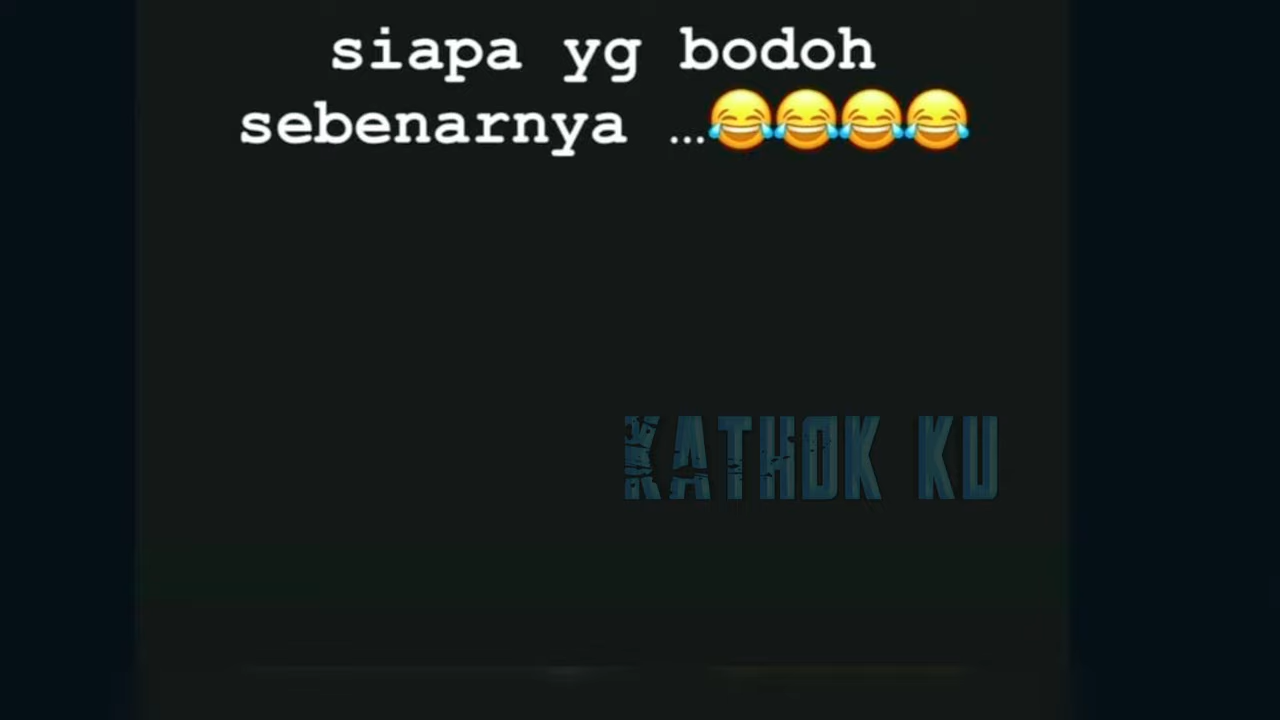 siapa yg bodoh
sebenarnya ...😂😂😂😂
KATHOK KU